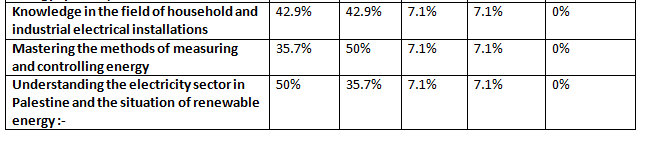 Knowledge in the field of household and 42.9% 42.9% 7.1% 7.1% 0%
industrial electrical installations
Mastering the methods of measuring 35.7% 50% 7.1% 7.1% 0%
and controlling energy
Understanding the electricity sector in 50% 35.7% 7.1% 7.1% 0%
Palestine and the situation of renewable
energy :-